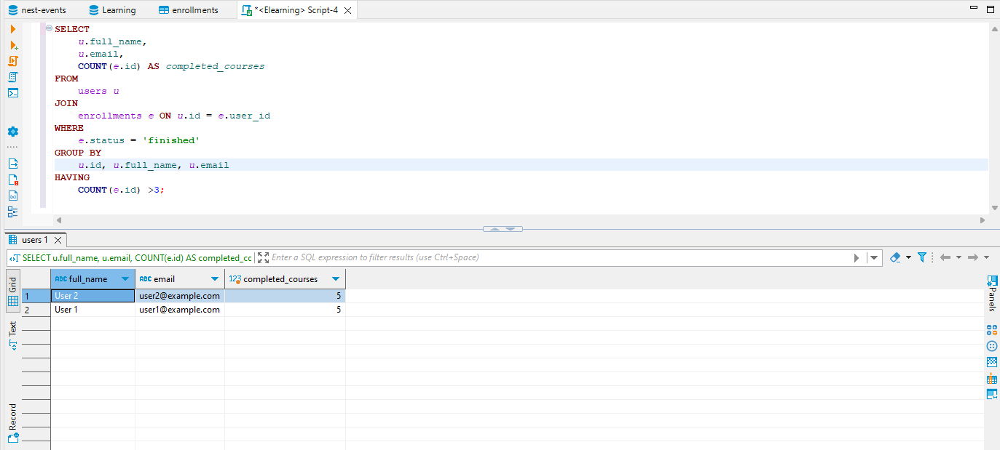 nest-events Learning enrollments *<Elearning> Script-4
SELECT
u.full_name,
u.email,
COUNT(e.id) AS completed_courses
FROM
users u
JOIN
enrollments e ON u.id = e.user_id
WHERE
e.status = 'finished'
GROUP BY
u.id, u.full_name, u.email
HAVING
COUNT(e.id) >3;
users 1
SELECT u.full_name, u.email, COUNT(e.id) AS completed_cc Enter a SQL expression to filter results (use Ctrl+Space)
Grid
ABC full_name ABC email 123 completed_courses
1 User 2 user2@example.com 5
2 User 1 user1@example.com 5
Panels
Text
Record